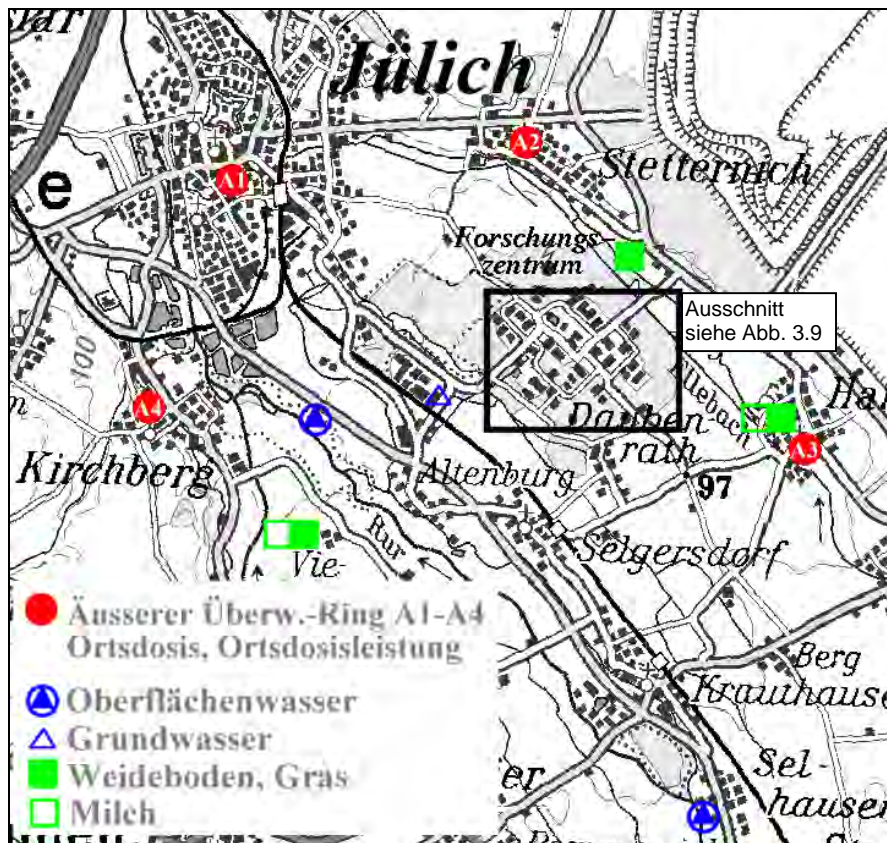 Jülich
A2
Stetternich
A1
e
Forschungs-
zentrum
Ausschnitt
siehe Abb. 3.9
100
A4
Kirchberg
Altenburg
Dauben-
rath
llebach
Ha
A3
97
Rur
Vie-
Selgersdorf
Äusserer Überw.-Ring A1-A4
Ortsdosis, Ortsdosisleistung
Oberflächenwasser
Grundwasser
Weideboden, Gras
Milch
Berg
Krauthause
er
Sel-
hausen